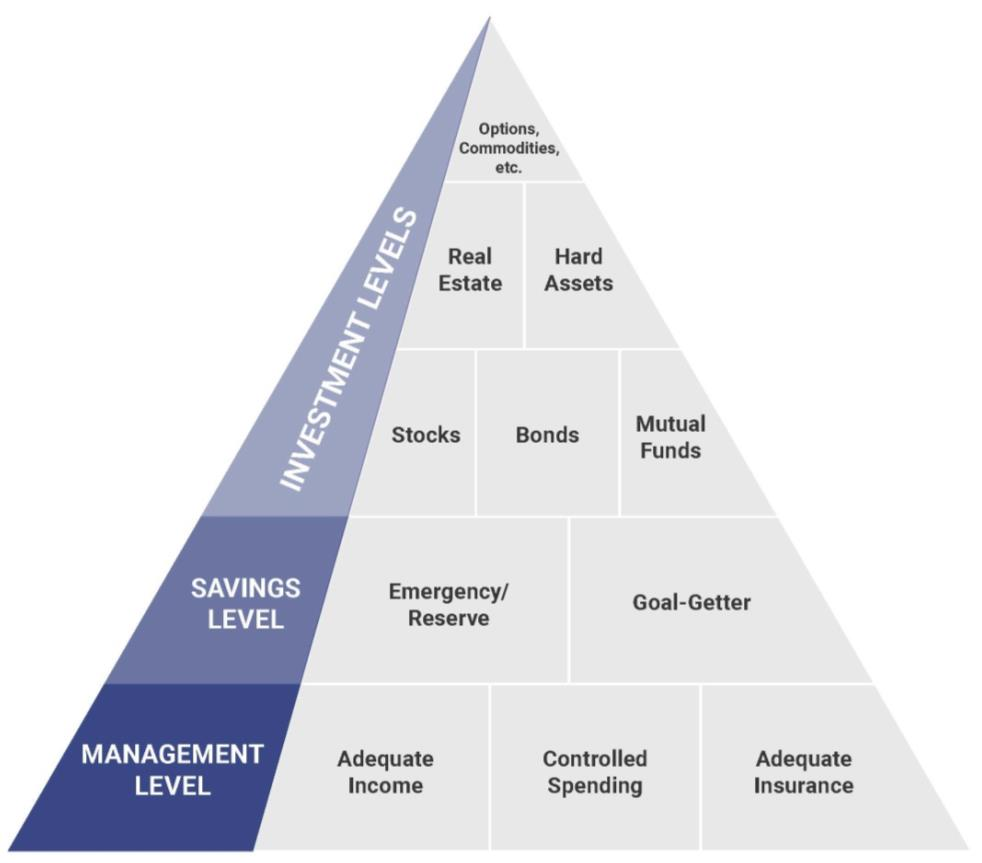 Options,
Commodities,
etc.
INVESTMENT LEVELS
Real
Estate
Hard
Assets
Stocks
Bonds
Mutual
Funds
SAVINGS
LEVEL
Emergency/
Reserve
Goal-Getter
MANAGEMENT
LEVEL
Adequate
Income
Controlled
Spending
Adequate
Insurance